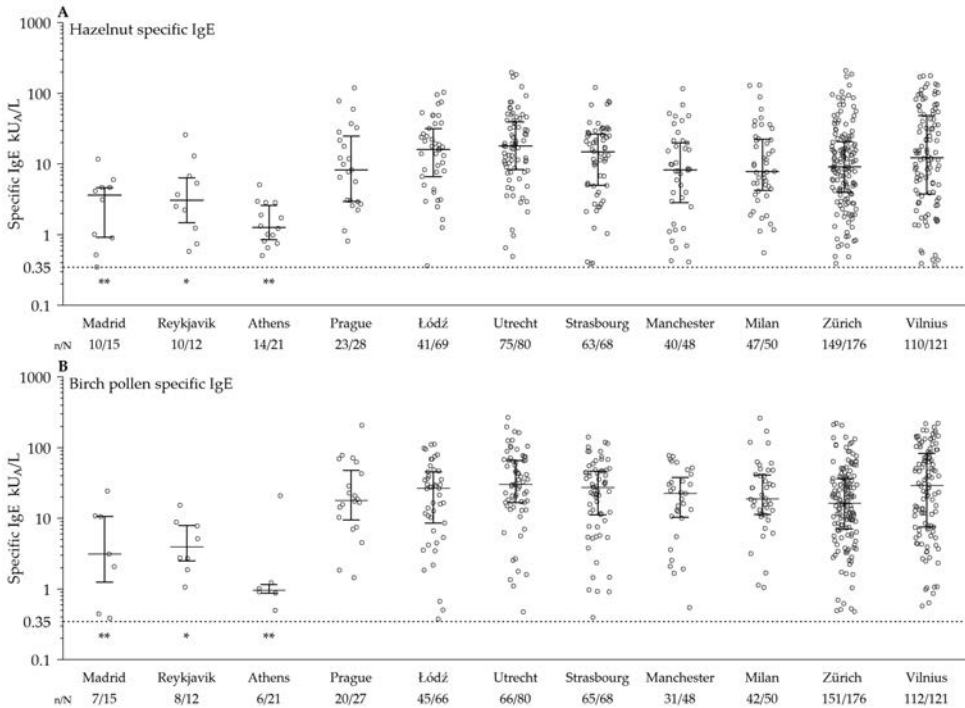 A
Hazelnut specific IgE
Specific IgE kUA/L
1000
100
10
1
0.35
0.1
** * **
Madrid Reykjavik Athens Prague Łódź Utrecht Strasbourg Manchester Milan Zürich Vilnius
n/N 10/15 10/12 14/21 23/28 41/69 75/80 63/68 40/48 47/50 149/176 110/121
B
Birch pollen specific IgE
Specific IgE kUA/L
1000
100
10
1
0.35
0.1
** * **
Madrid Reykjavik Athens Prague Łódź Utrecht Strasbourg Manchester Milan Zürich Vilnius
n/N 7/15 8/12 6/21 20/27 45/66 66/80 65/68 31/48 42/50 151/176 112/121